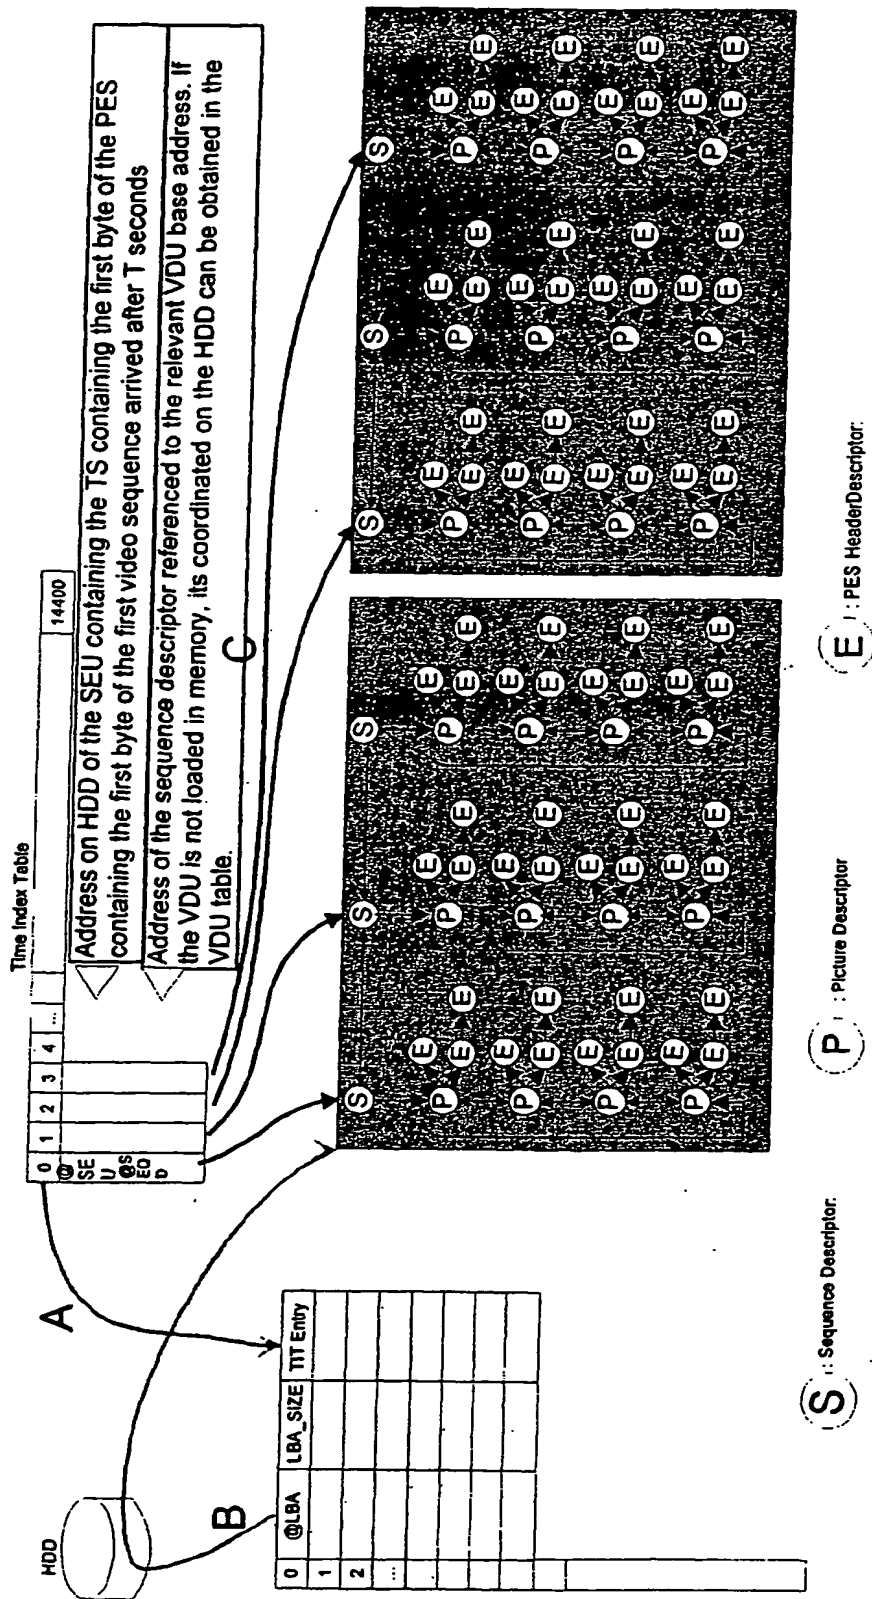 Time Index Table
0 1 2 3 4 ... 14400
@
SE
U
@S
EQ
D
Address on HDD of the SEU containing the TS containing the first byte of the PES
containing the first byte of the first video sequence arrived after T seconds
Address of the sequence descriptor referenced to the relevant VDU base address. If
the VDU is not loaded in memory, its coordinated on the HDD can be obtained in the
VDU table.
HDD
A
B
C
0 @LBA LBA_SIZE TIT Entry
1
2
...
S S S
P E E E P E E E P E E E
P E E E P E E E P E E E
P E E E P E E E P E E E
P E E E P E E E P E E E
S S S
P E E E P E E E P E E E
P E E E P E E E P E E E
P E E E P E E E P E E E
P E E E P E E E P E E E
S : Sequence Descriptor:
P : Picture Descriptor
E : PES HeaderDescriptor: